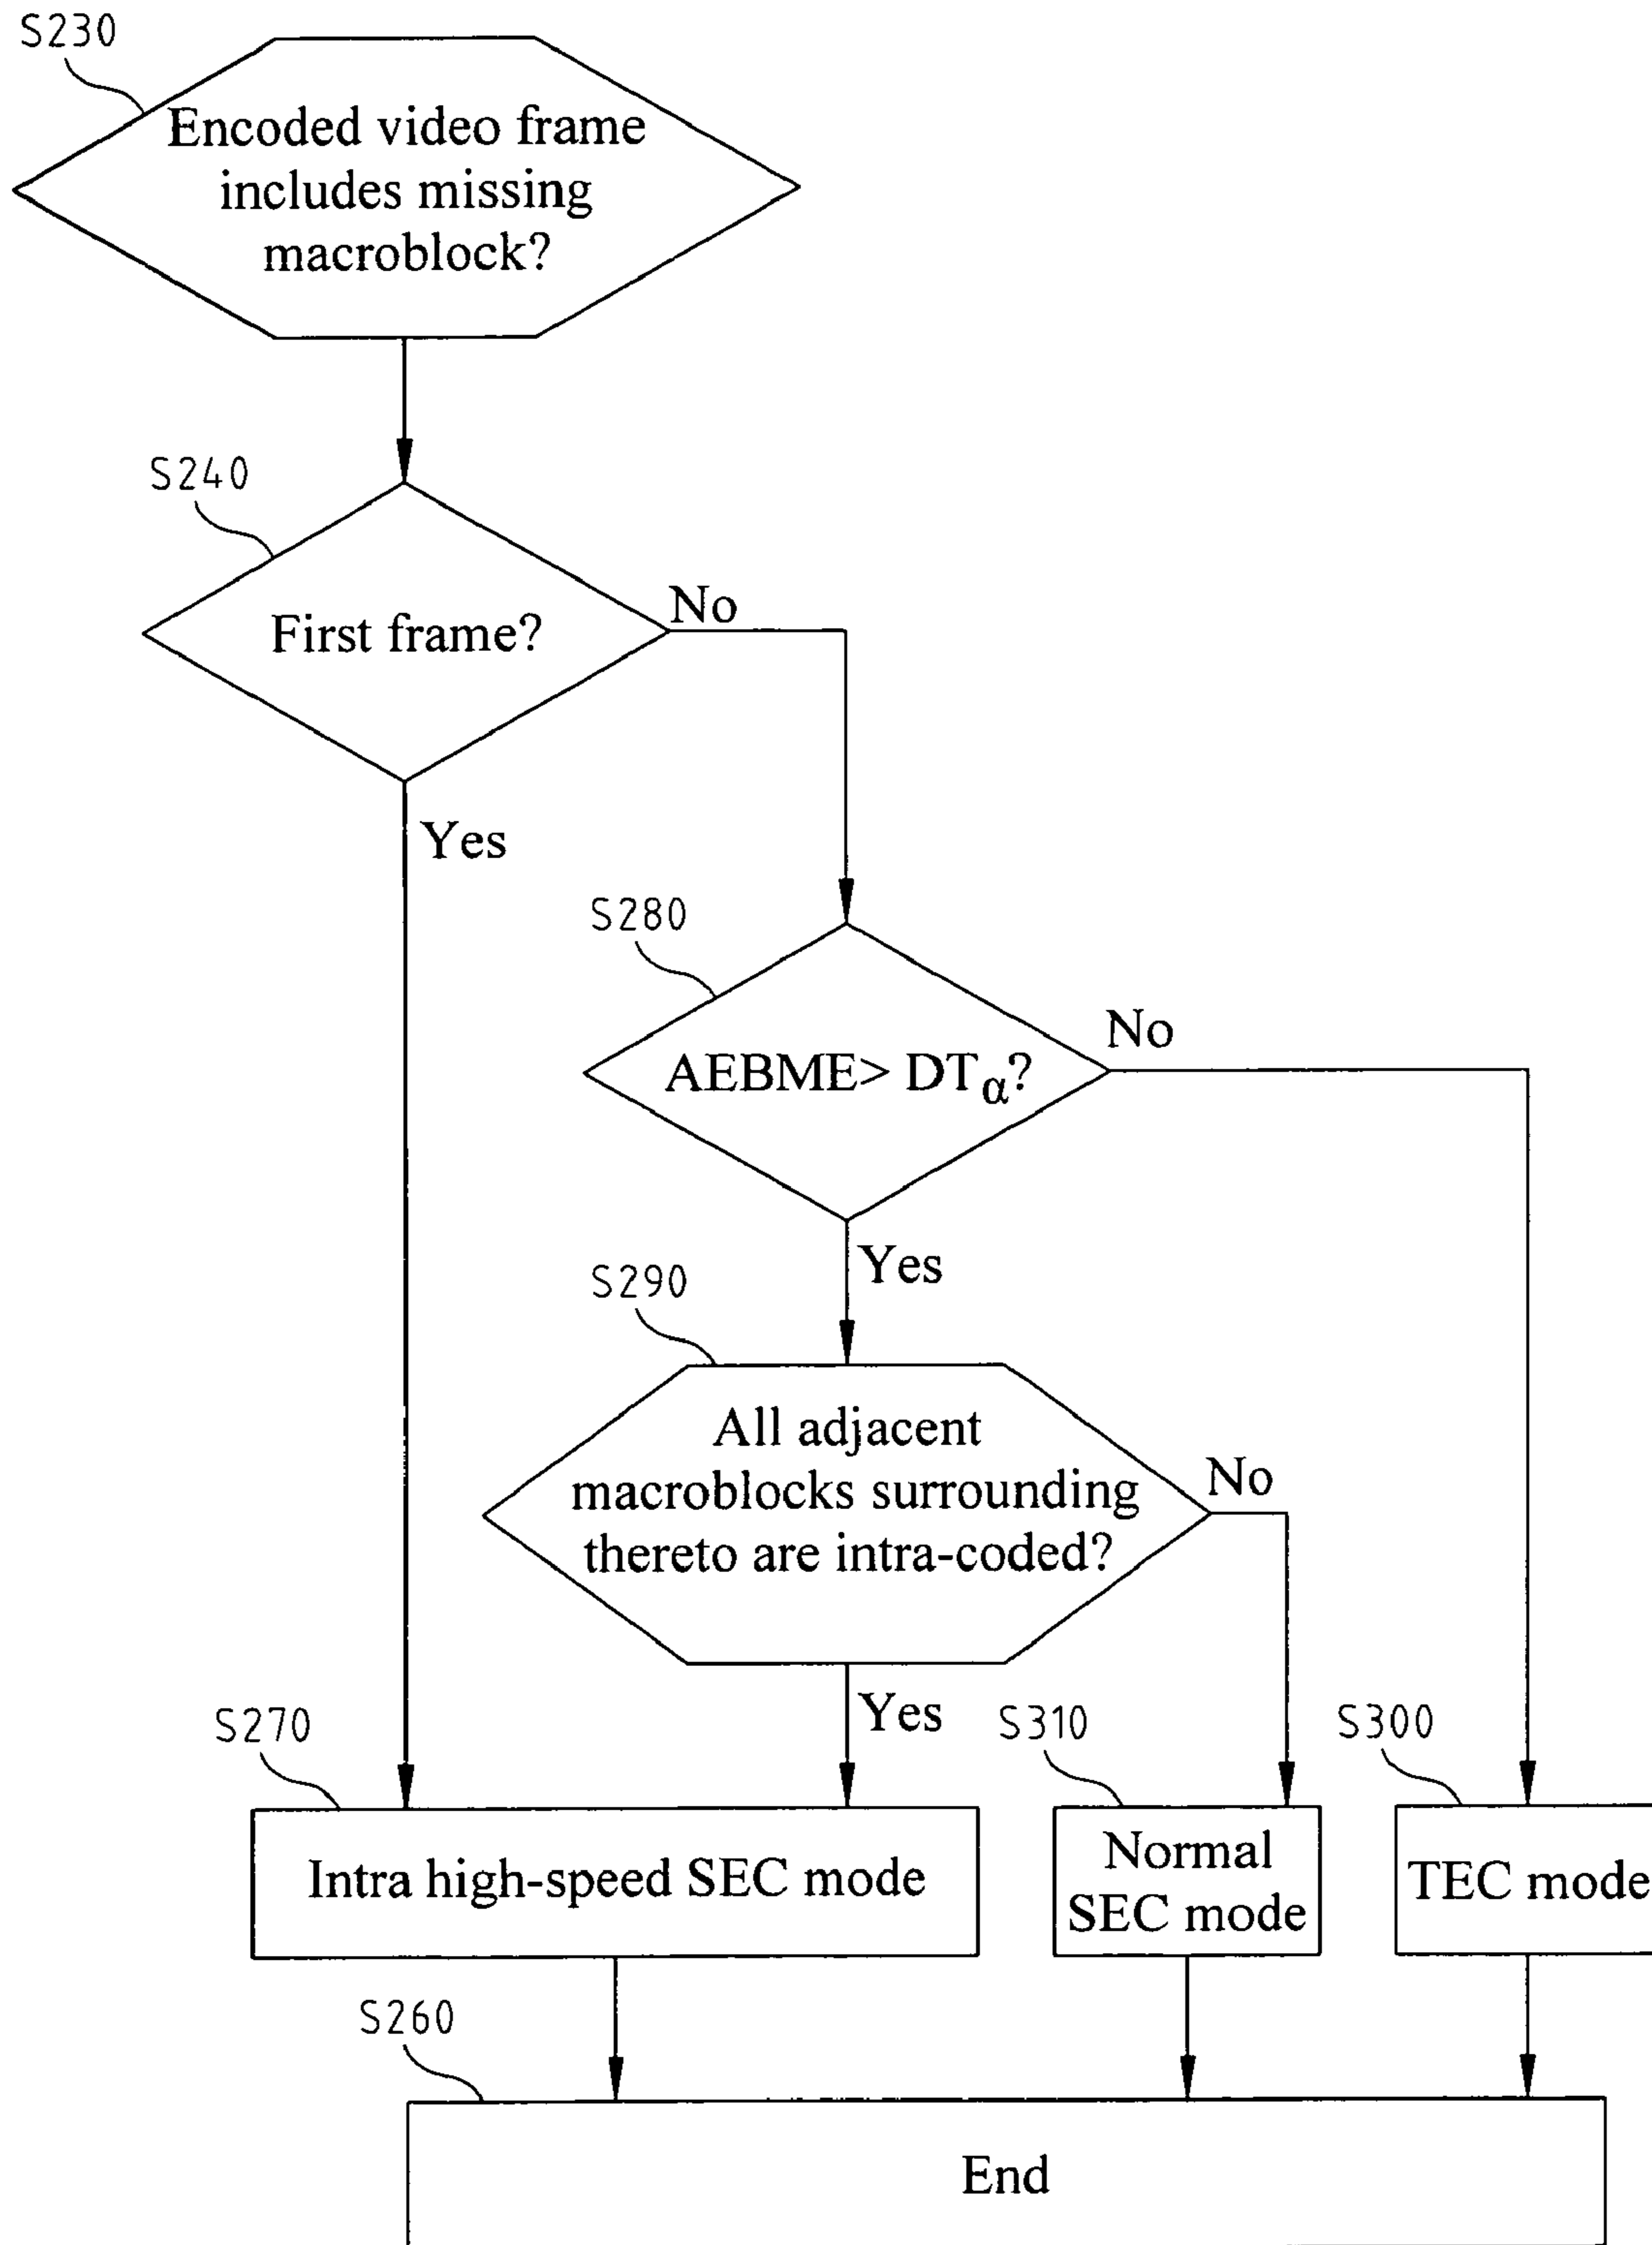 S230
Encoded video frame
includes missing
macroblock?
S240
First frame?
No
Yes
S280
AEBME> DTα?
No
Yes
S290
All adjacent
macroblocks surrounding
thereto are intra-coded?
No
Yes
S270
Intra high-speed SEC mode
S310
Normal
SEC mode
S300
TEC mode
S260
End